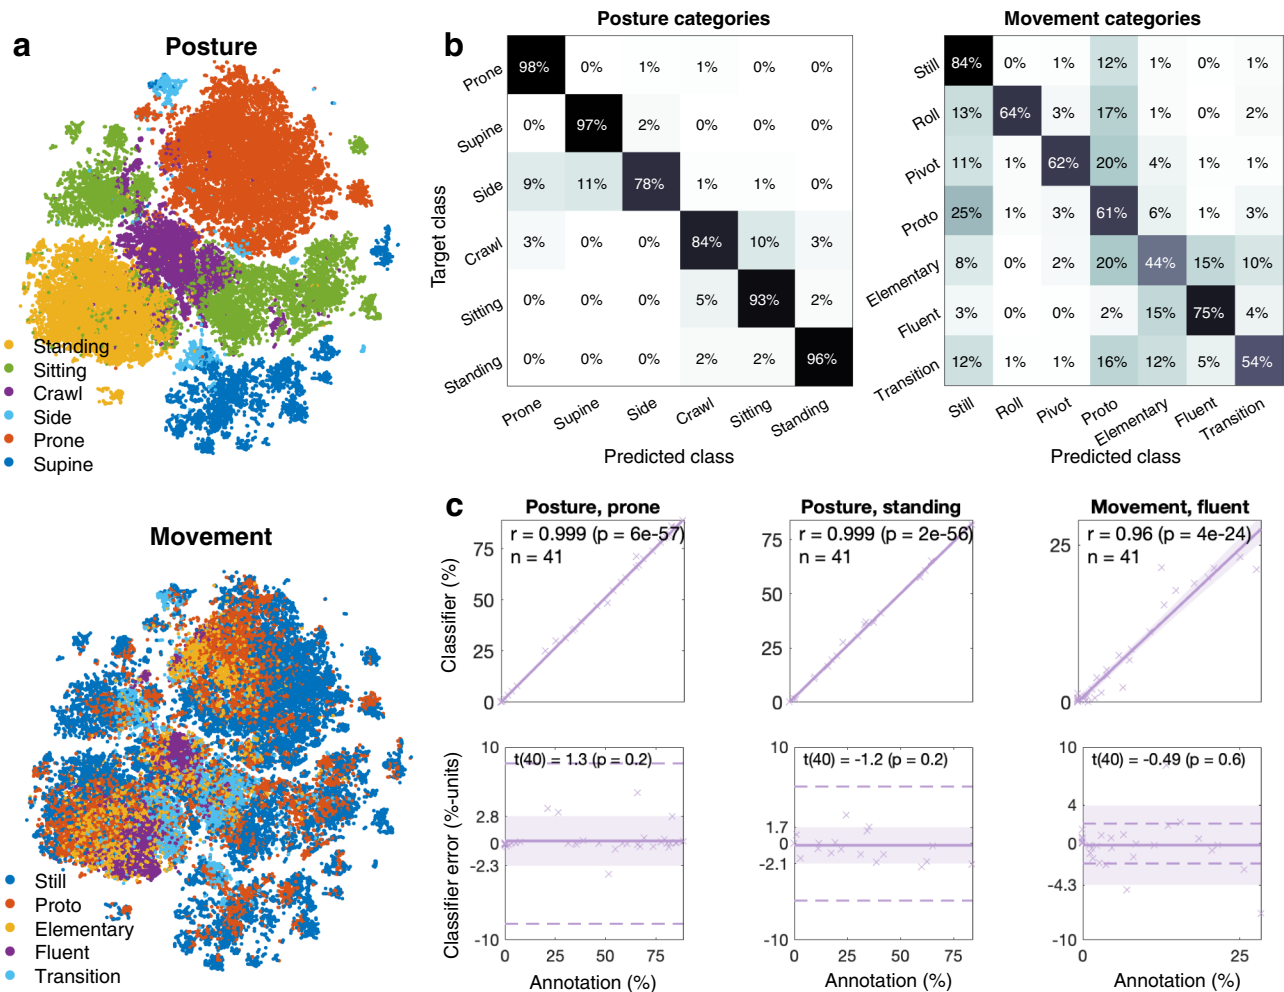 a
Posture
Standing
Sitting
Crawl
Side
Prone
Supine
Movement
Still
Proto
Elementary
Fluent
Transition
b
Posture categories
Target class
Prone 98% 0% 1% 1% 0% 0%
Supine 0% 97% 2% 0% 0% 0%
Side 9% 11% 78% 1% 1% 0%
Crawl 3% 0% 0% 84% 10% 3%
Sitting 0% 0% 0% 5% 93% 2%
Standing 0% 0% 0% 2% 2% 96%
Prone Supine Side Crawl Sitting Standing
Predicted class
Movement categories
Still 84% 0% 1% 12% 1% 0% 1%
Roll 13% 64% 3% 17% 1% 0% 2%
Pivot 11% 1% 62% 20% 4% 1% 1%
Proto 25% 1% 3% 61% 6% 1% 3%
Elementary 8% 0% 2% 20% 44% 15% 10%
Fluent 3% 0% 0% 2% 15% 75% 4%
Transition 12% 1% 1% 16% 12% 5% 54%
Still Roll Pivot Proto Elementary Fluent Transition
Predicted class
c
Posture, prone
r = 0.999 (p = 6e-57)
n = 41
Classifier (%)
75
50
25
0
Posture, standing
r = 0.999 (p = 2e-56)
n = 41
75
50
25
0
Movement, fluent
r = 0.96 (p = 4e-24)
n = 41
25
0
Classifier error (%-units)
t(40) = 1.3 (p = 0.2)
10
2.8
0
-2.3
-10
0 25 50 75
Annotation (%)
t(40) = -1.2 (p = 0.2)
10
1.7
0
-2.1
-10
0 25 50 75
Annotation (%)
t(40) = -0.49 (p = 0.6)
10
4
0
-4.3
-10
0 25
Annotation (%)